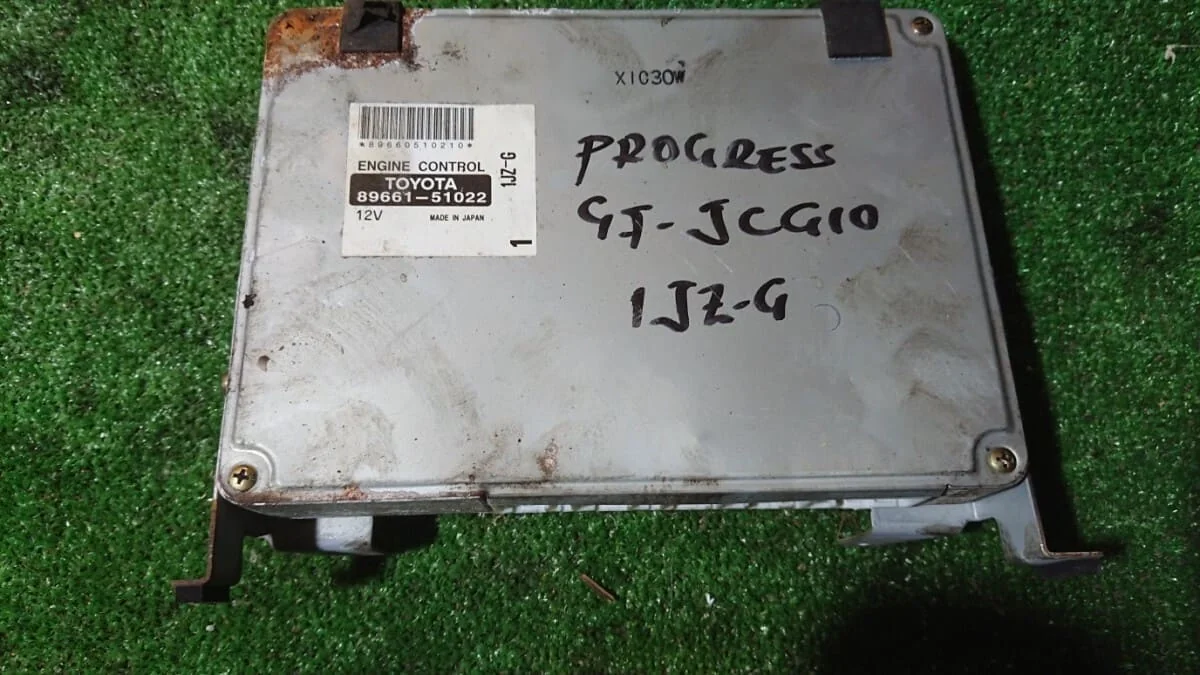 X1C30W
*89660510210*
ENGINE CONTROL
TOYOTA
89661-51022
12V MADE IN JAPAN
1JZ-G
1
PROGRESS
GF-JCG10
1JZ-G